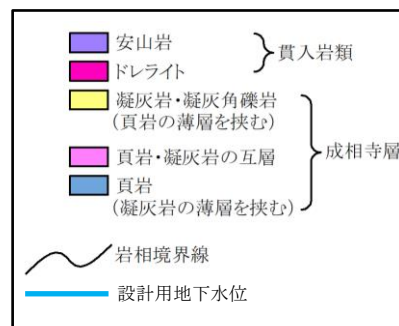 安山岩
ドレライト
貫入岩類
凝灰岩・凝灰角礫岩
(頁岩の薄層を挟む)
頁岩・凝灰岩の互層
頁岩
(凝灰岩の薄層を挟む)
成相寺層
岩相境界線
設計用地下水位